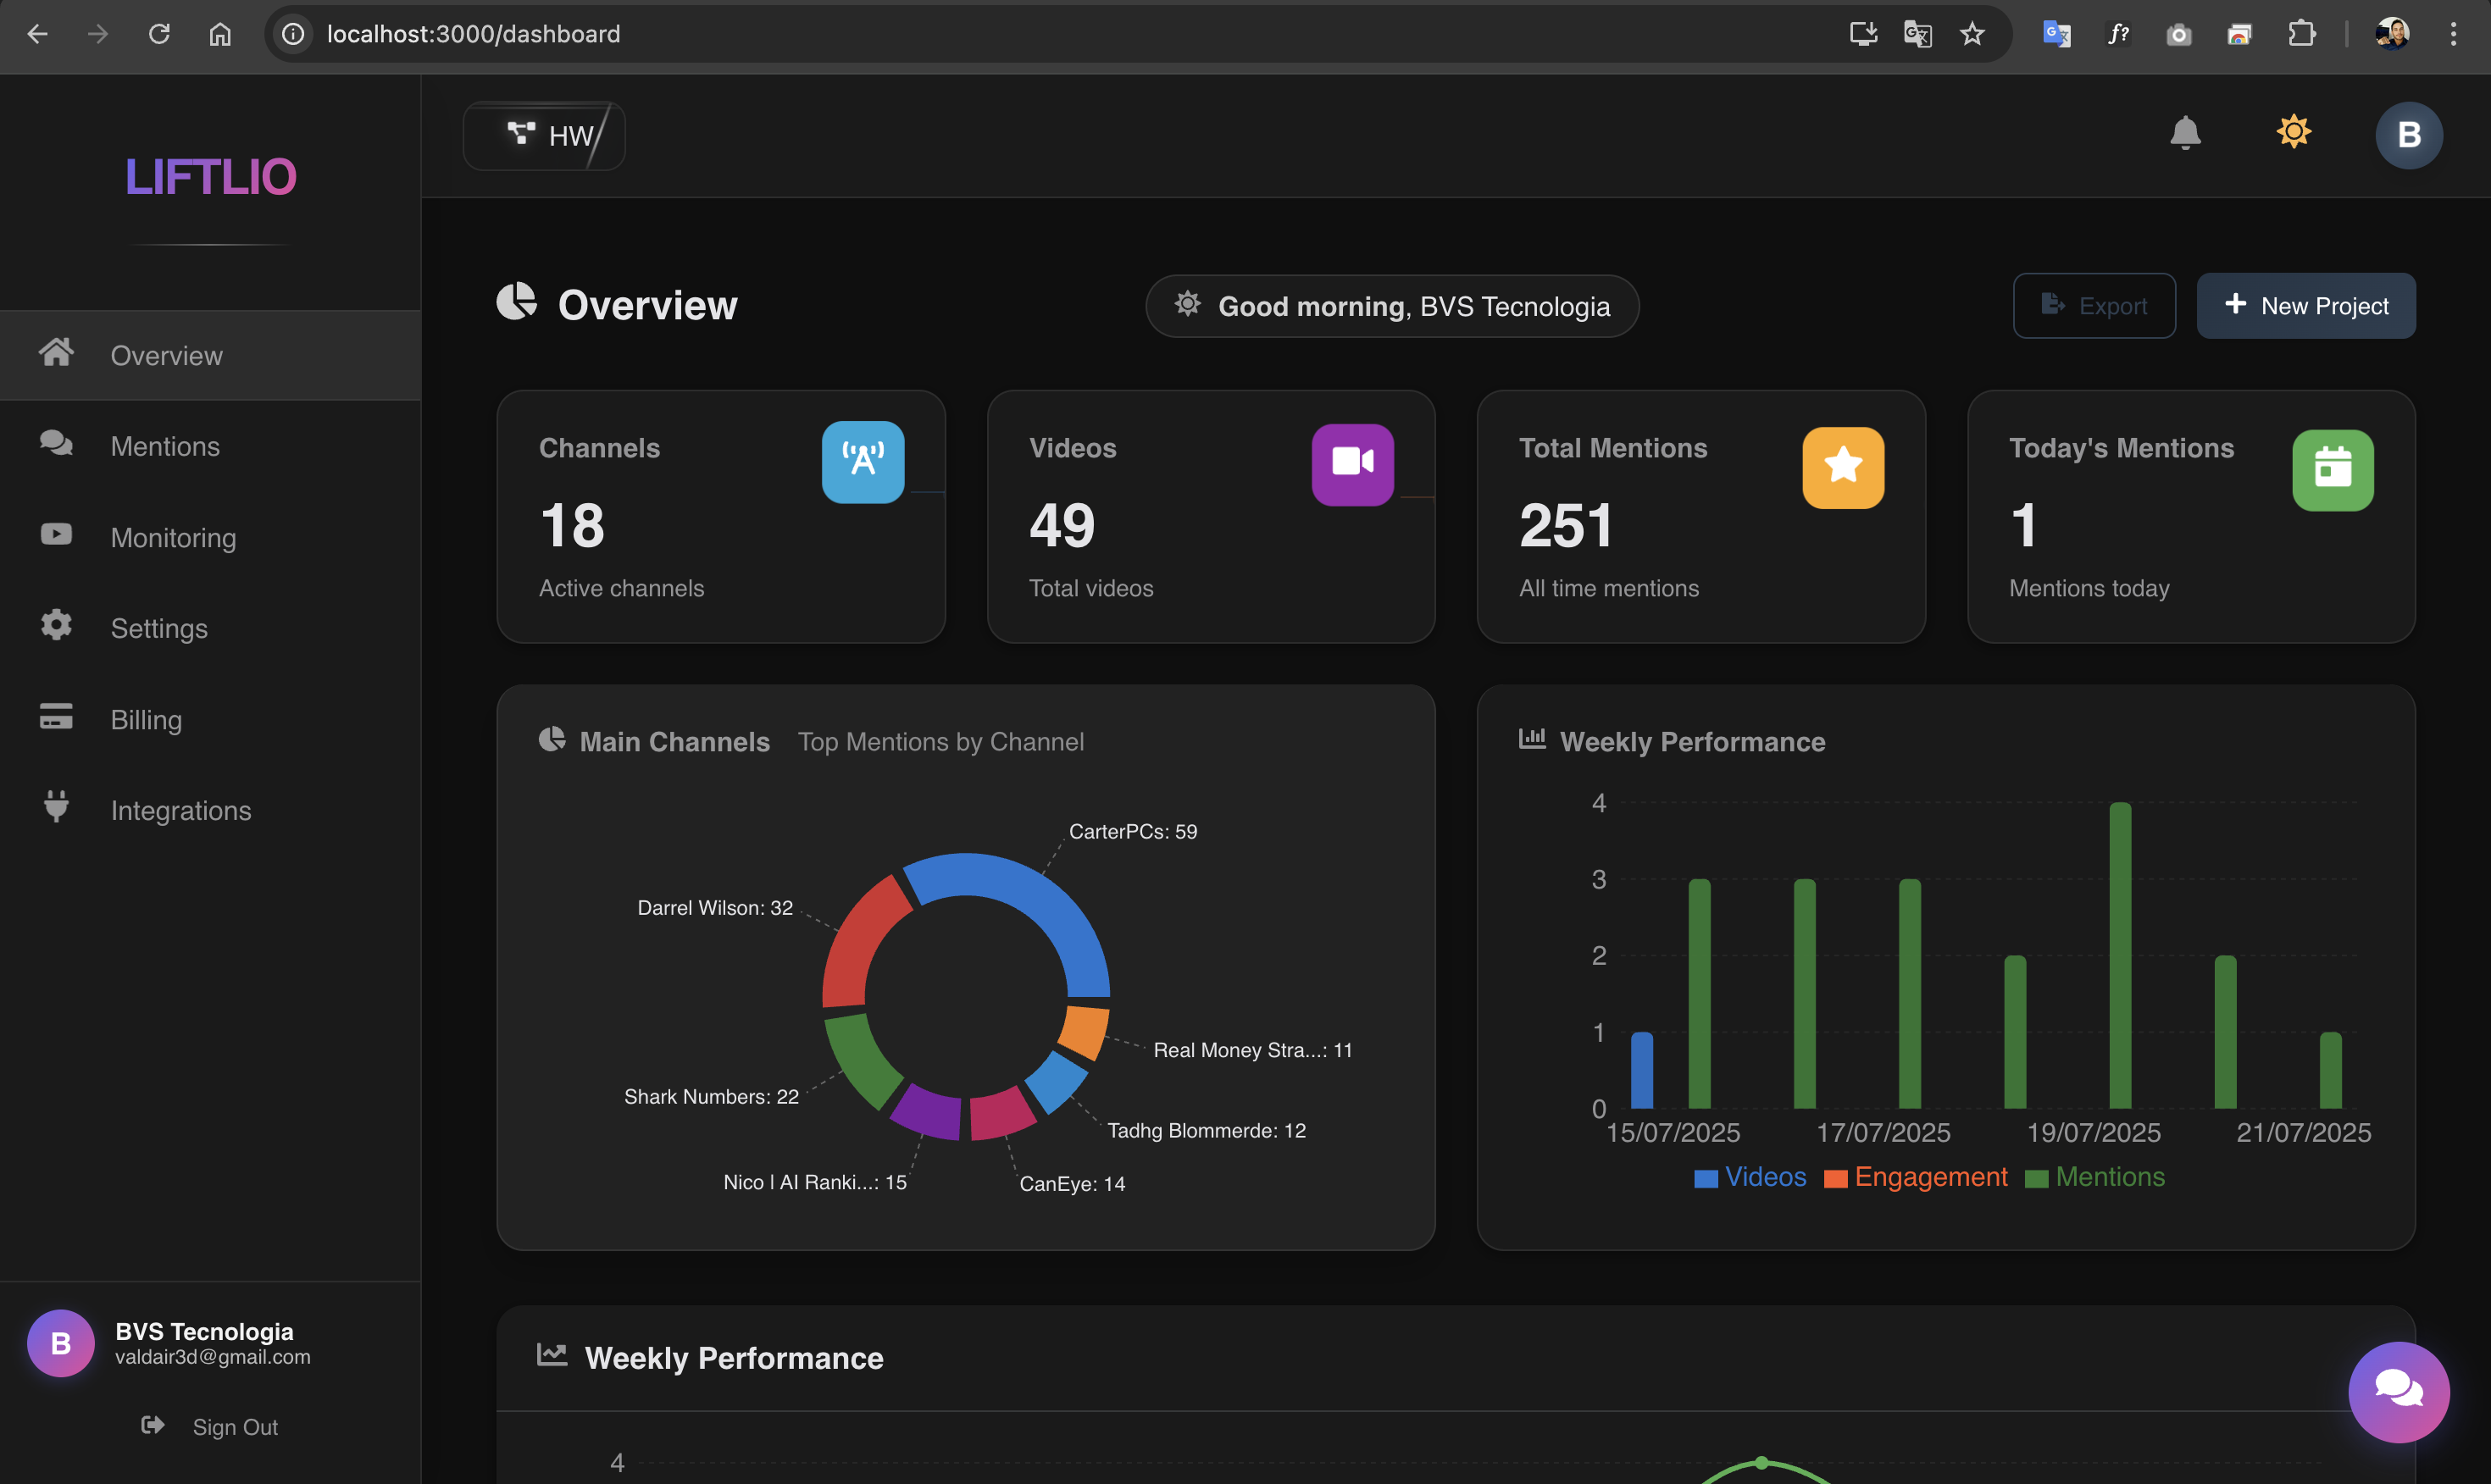 localhost:3000/dashboard
LIFTLIO
HW
B
Overview
Mentions
Monitoring
Settings
Billing
Integrations
B
BVS Tecnologia
valdair3d@gmail.com
Sign Out
Overview
Good morning, BVS Tecnologia
Export
New Project
Channels
18
Active channels
Videos
49
Total videos
Total Mentions
251
All time mentions
Today's Mentions
1
Mentions today
Main Channels Top Mentions by Channel
CarterPCs: 59
Darrel Wilson: 32
Real Money Stra...: 11
Shark Numbers: 22
Tadhg Blommerde: 12
Nico | AI Ranki...: 15
CanEye: 14
Weekly Performance
4
3
2
1
0
15/07/2025 17/07/2025 19/07/2025 21/07/2025
Videos Engagement Mentions
Weekly Performance
4